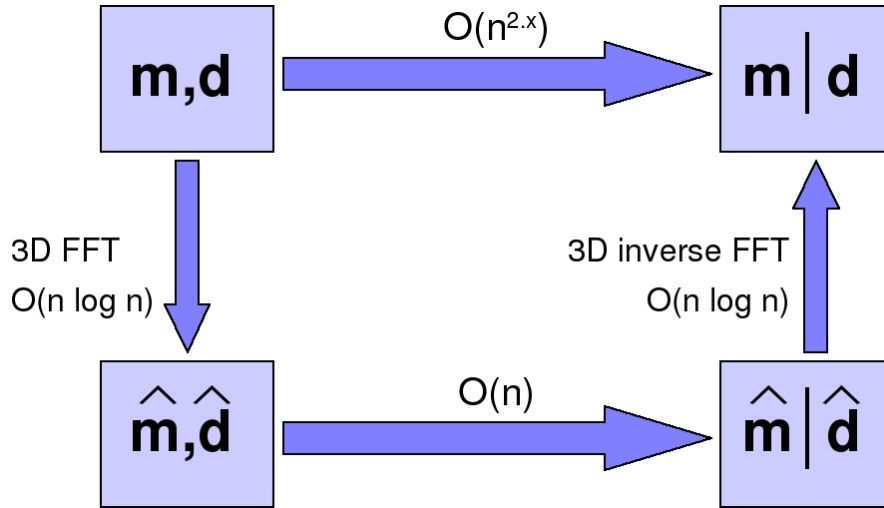 O(n²·ˣ)
m,d
m | d
3D FFT
O(n log n)
3D inverse FFT
O(n log n)
O(n)
m̂,d̂
m̂ | d̂